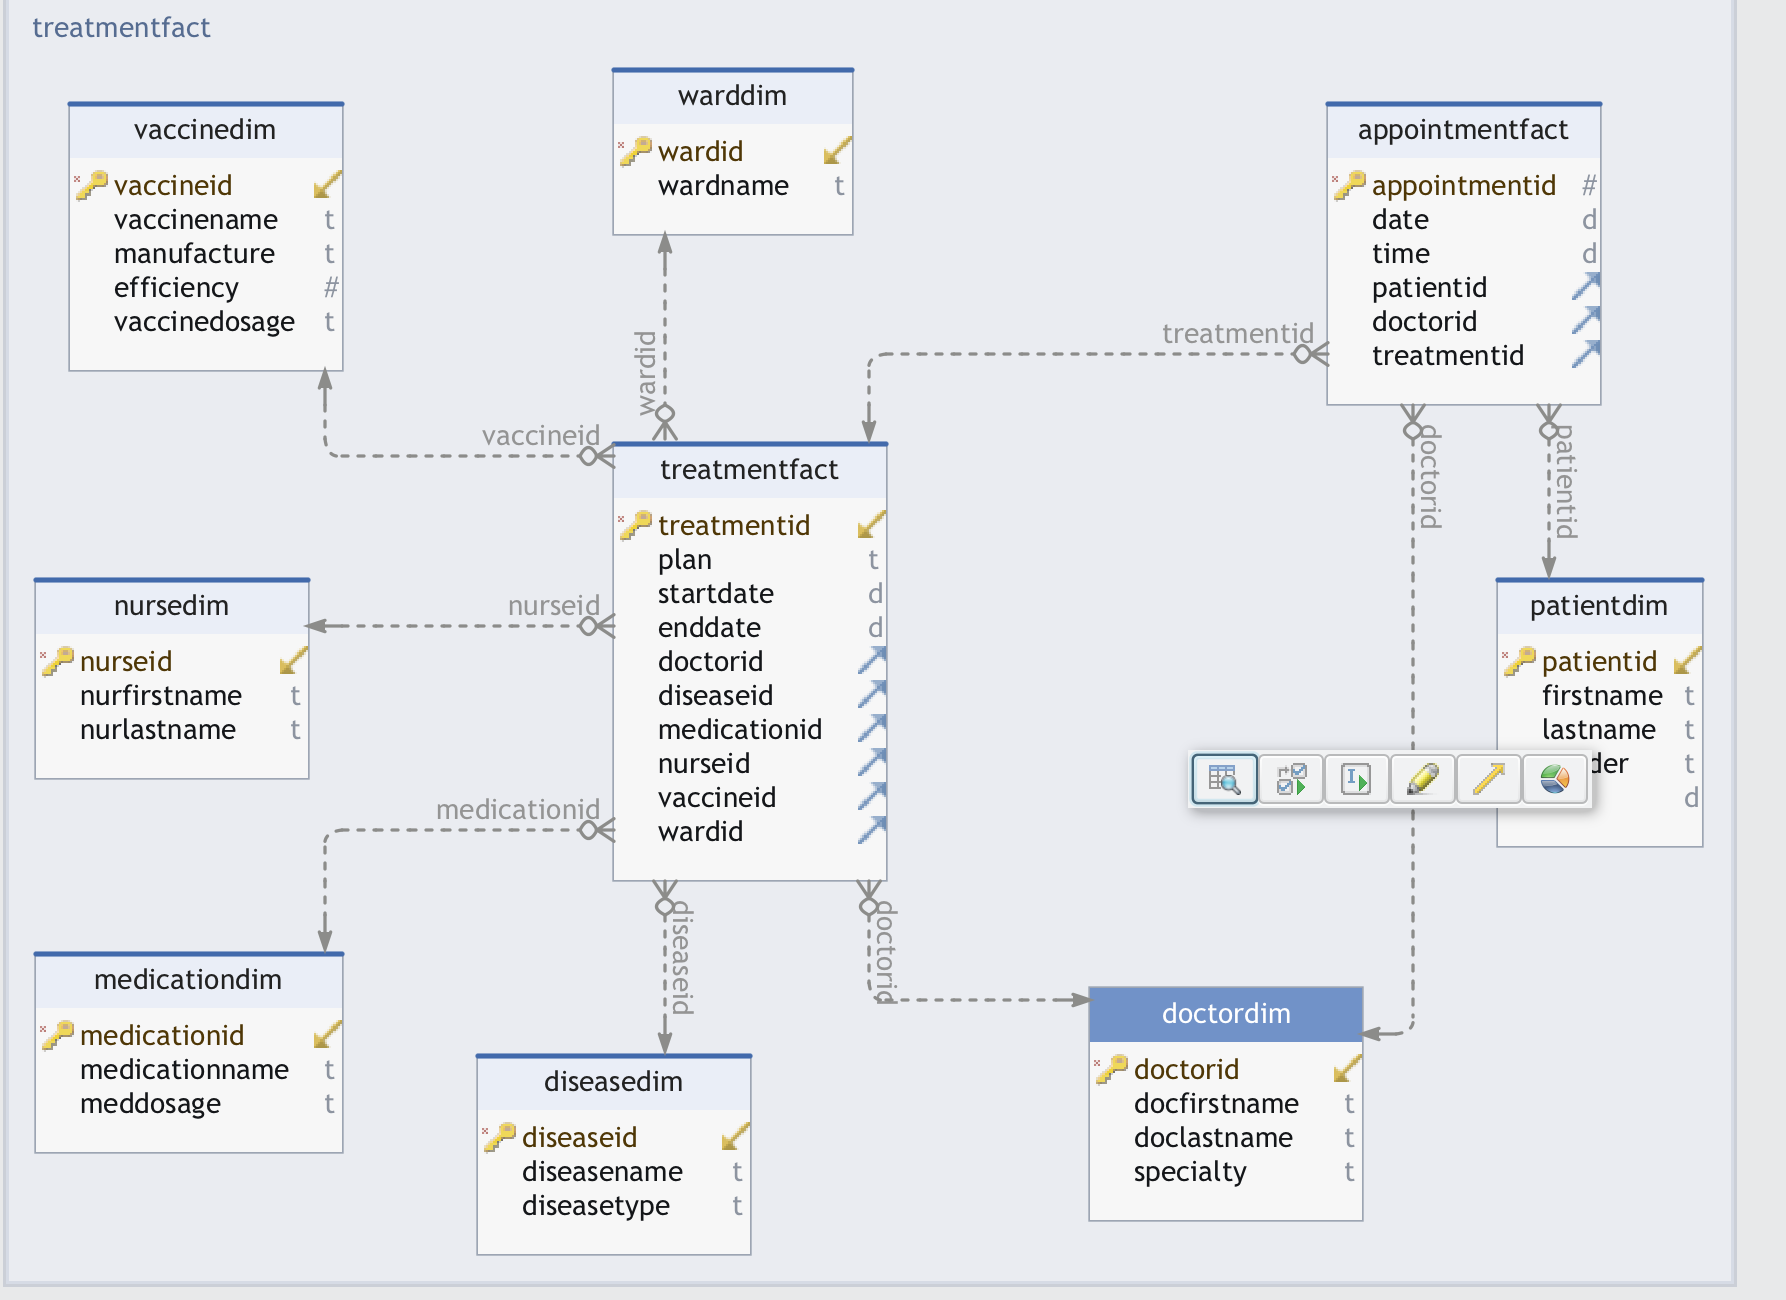 treatmentfact
vaccinedim
vaccineid
vaccinename t
manufacture t
efficiency #
vaccinedosage t
warddim
wardid
wardname t
appointmentfact
appointmentid #
date d
time d
patientid
doctorid
treatmentid
wardid
treatmentid
vaccineid
doctorid
patientid
treatmentfact
treatmentid
plan t
startdate d
enddate d
doctorid
diseaseid
medicationid
nurseid
vaccineid
wardid
nursedim
nurseid
nurfirstname t
nurlastname t
nurseid
patientdim
patientid
firstname t
lastname t
der t
d
medicationid
medicationdim
medicationid
medicationname t
meddosage t
diseaseid
doctorid
diseasedim
diseaseid
diseasename t
diseasetype t
doctordim
doctorid
docfirstname t
doclastname t
specialty t